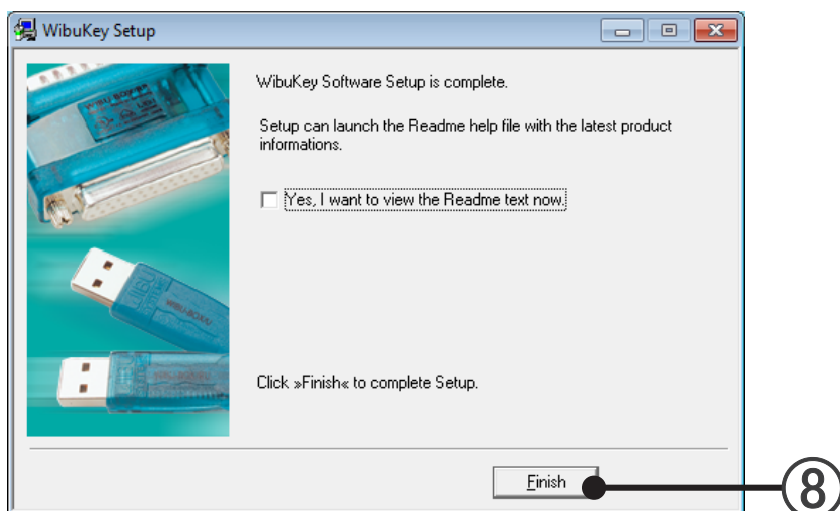 WibuKey Setup
WibuKey Software Setup is complete.
Setup can launch the Readme help file with the latest product
informations.
Yes, I want to view the Readme text now.
Click »Finish« to complete Setup.
Finish
8